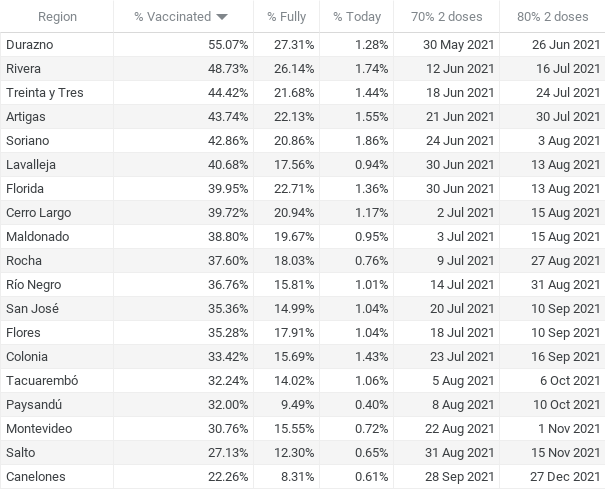 Region % Vaccinated % Fully % Today 70% 2 doses 80% 2 doses
Durazno 55.07% 27.31% 1.28% 30 May 2021 26 Jun 2021
Rivera 48.73% 26.14% 1.74% 12 Jun 2021 16 Jul 2021
Treinta y Tres 44.42% 21.68% 1.44% 18 Jun 2021 24 Jul 2021
Artigas 43.74% 22.13% 1.55% 21 Jun 2021 30 Jul 2021
Soriano 42.86% 20.86% 1.86% 24 Jun 2021 3 Aug 2021
Lavalleja 40.68% 17.56% 0.94% 30 Jun 2021 13 Aug 2021
Florida 39.95% 22.71% 1.36% 30 Jun 2021 13 Aug 2021
Cerro Largo 39.72% 20.94% 1.17% 2 Jul 2021 15 Aug 2021
Maldonado 38.80% 19.67% 0.95% 3 Jul 2021 15 Aug 2021
Rocha 37.60% 18.03% 0.76% 9 Jul 2021 27 Aug 2021
Río Negro 36.76% 15.81% 1.01% 14 Jul 2021 31 Aug 2021
San José 35.36% 14.99% 1.04% 20 Jul 2021 10 Sep 2021
Flores 35.28% 17.91% 1.04% 18 Jul 2021 10 Sep 2021
Colonia 33.42% 15.69% 1.43% 23 Jul 2021 16 Sep 2021
Tacuarembó 32.24% 14.02% 1.06% 5 Aug 2021 6 Oct 2021
Paysandú 32.00% 9.49% 0.40% 8 Aug 2021 10 Oct 2021
Montevideo 30.76% 15.55% 0.72% 22 Aug 2021 1 Nov 2021
Salto 27.13% 12.30% 0.65% 31 Aug 2021 15 Nov 2021
Canelones 22.26% 8.31% 0.61% 28 Sep 2021 27 Dec 2021